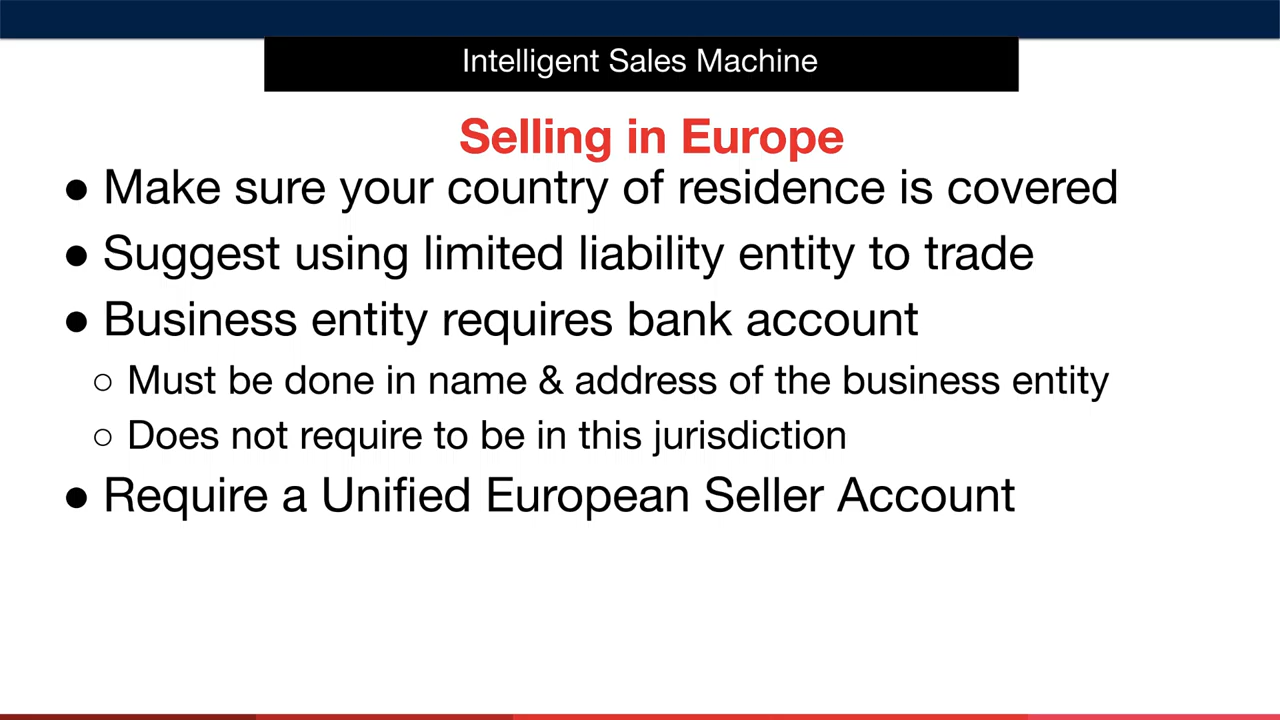 Intelligent Sales Machine
Selling in Europe
● Make sure your country of residence is covered
● Suggest using limited liability entity to trade
● Business entity requires bank account
○ Must be done in name & address of the business entity
○ Does not require to be in this jurisdiction
● Require a Unified European Seller Account